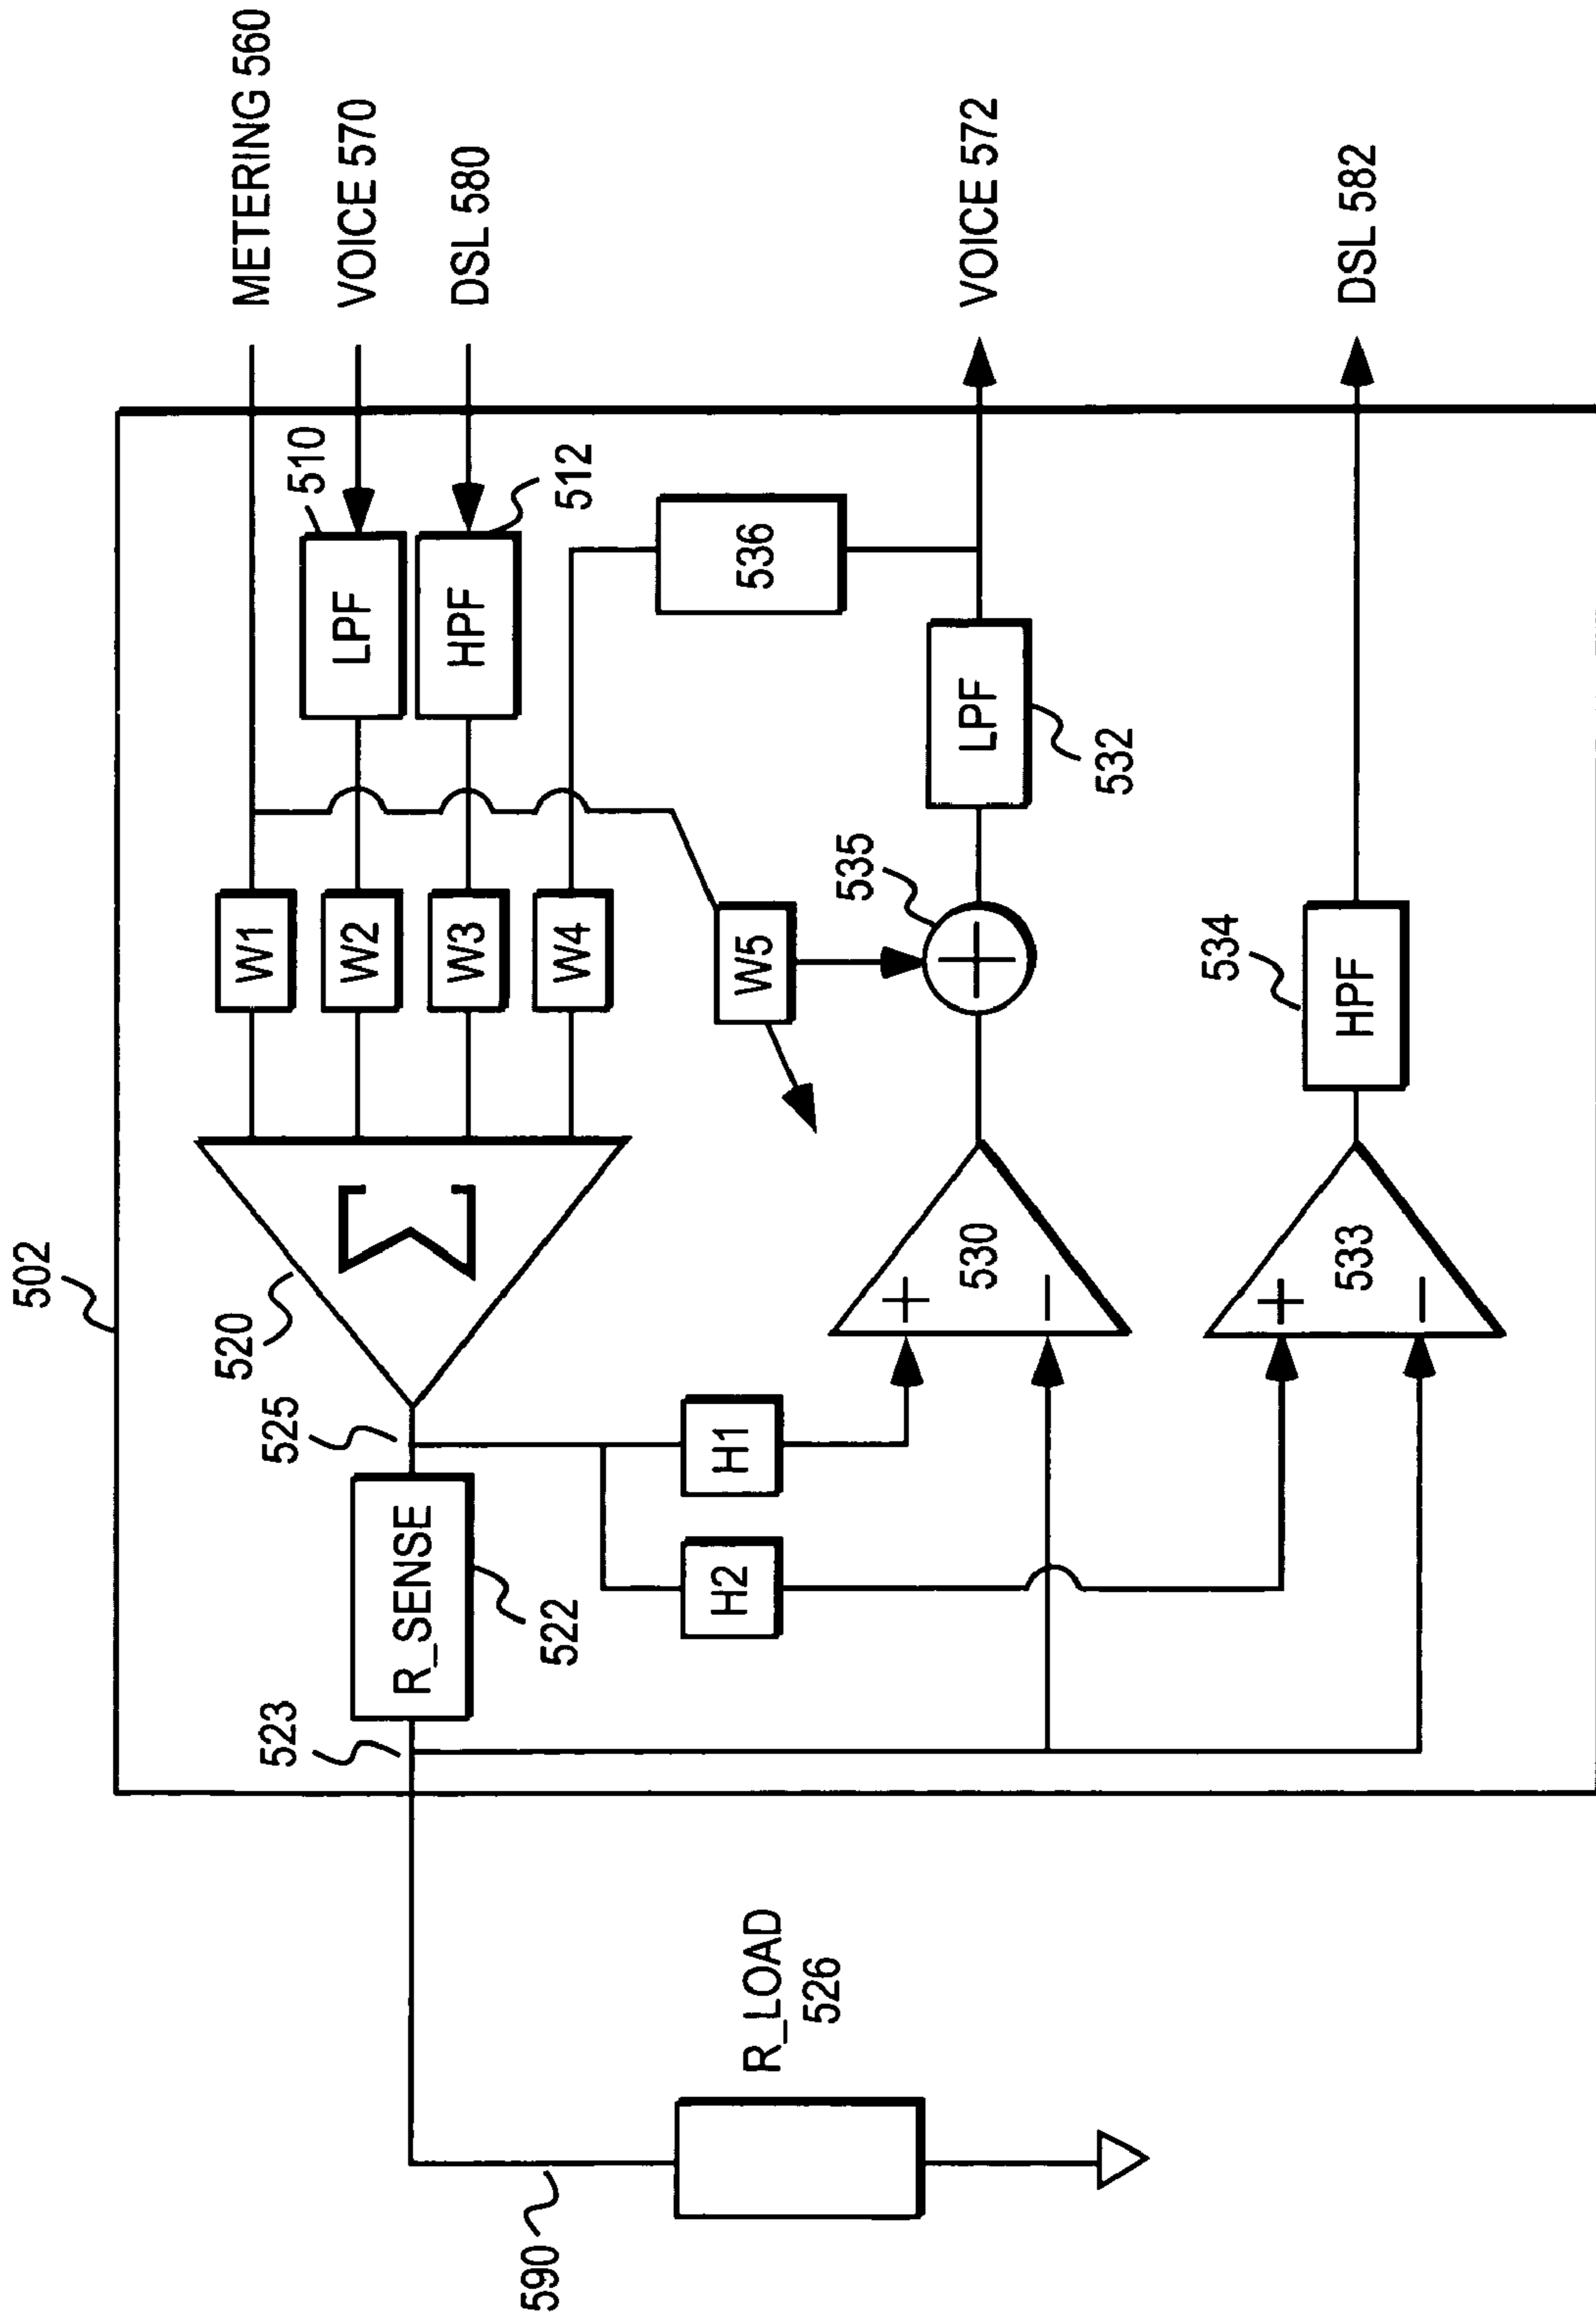 502
METERING 560
VOICE 570
DSL 580
510
LPF
HPF
512
W1
W2
W3
W4
520
Σ
525
R_SENSE
522
523
536
W5
535
H1
H2
+
530
−
+
LPF
532
VOICE 572
+
533
−
534
HPF
DSL 582
590
R_LOAD
526